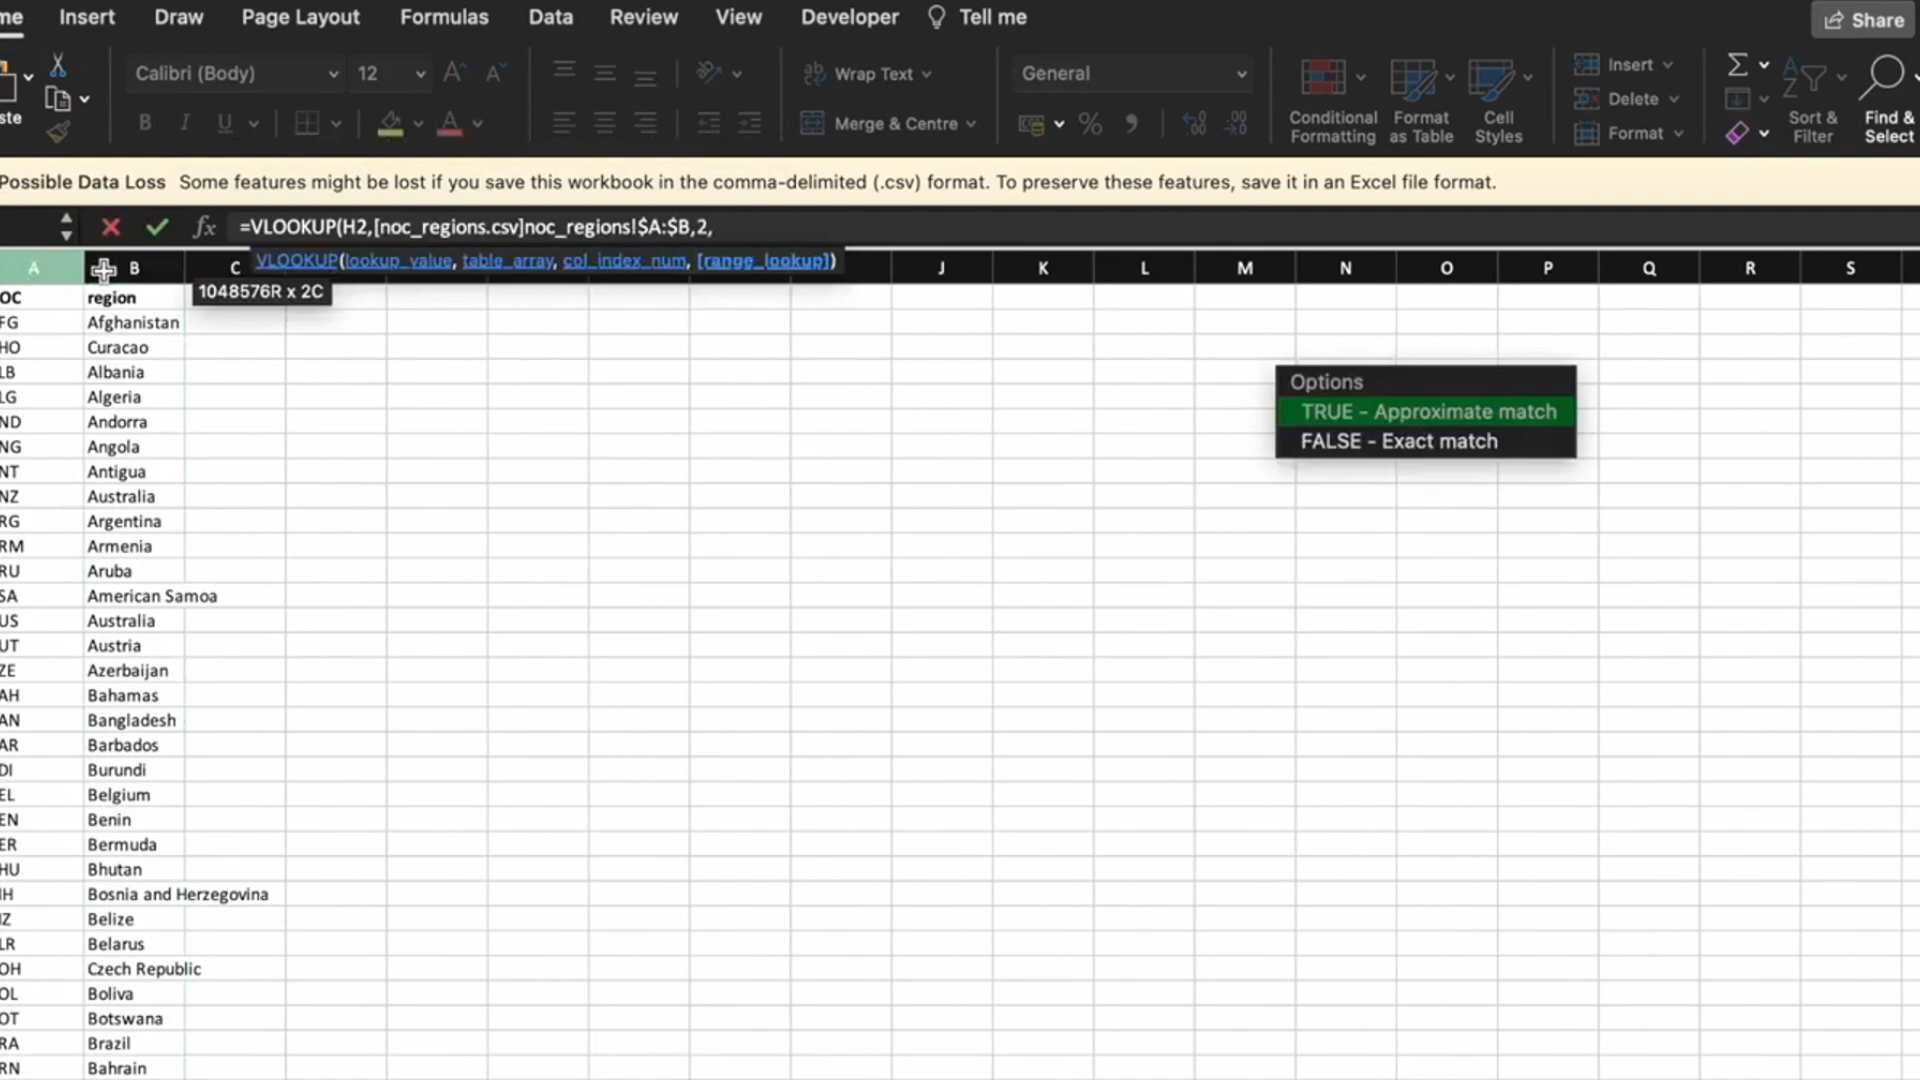 me Insert Draw Page Layout Formulas Data Review View Developer Tell me Share
Calibri (Body) 12 Wrap Text General Insert
Delete
ste B I U Merge & Centre % Conditional Formatting Format as Table Cell Styles Format Sort & Filter Find & Select
Possible Data Loss Some features might be lost if you save this workbook in the comma-delimited (.csv) format. To preserve these features, save it in an Excel file format.
fx =VLOOKUP(H2,[noc_regions.csv]noc_regions!$A:$B,2,
VLOOKUP(lookup_value, table_array, col_index_num, [range_lookup])
A B C J K L M N O P Q R S
1048576R x 2C
OC region
FG Afghanistan
HO Curacao
LB Albania
Options
LG Algeria
TRUE - Approximate match
ND Andorra
FALSE - Exact match
NG Angola
NT Antigua
NZ Australia
RG Argentina
RM Armenia
RU Aruba
SA American Samoa
US Australia
UT Austria
ZE Azerbaijan
AH Bahamas
AN Bangladesh
AR Barbados
DI Burundi
EL Belgium
EN Benin
ER Bermuda
HU Bhutan
IH Bosnia and Herzegovina
IZ Belize
LR Belarus
OH Czech Republic
OL Boliva
OT Botswana
RA Brazil
RN Bahrain